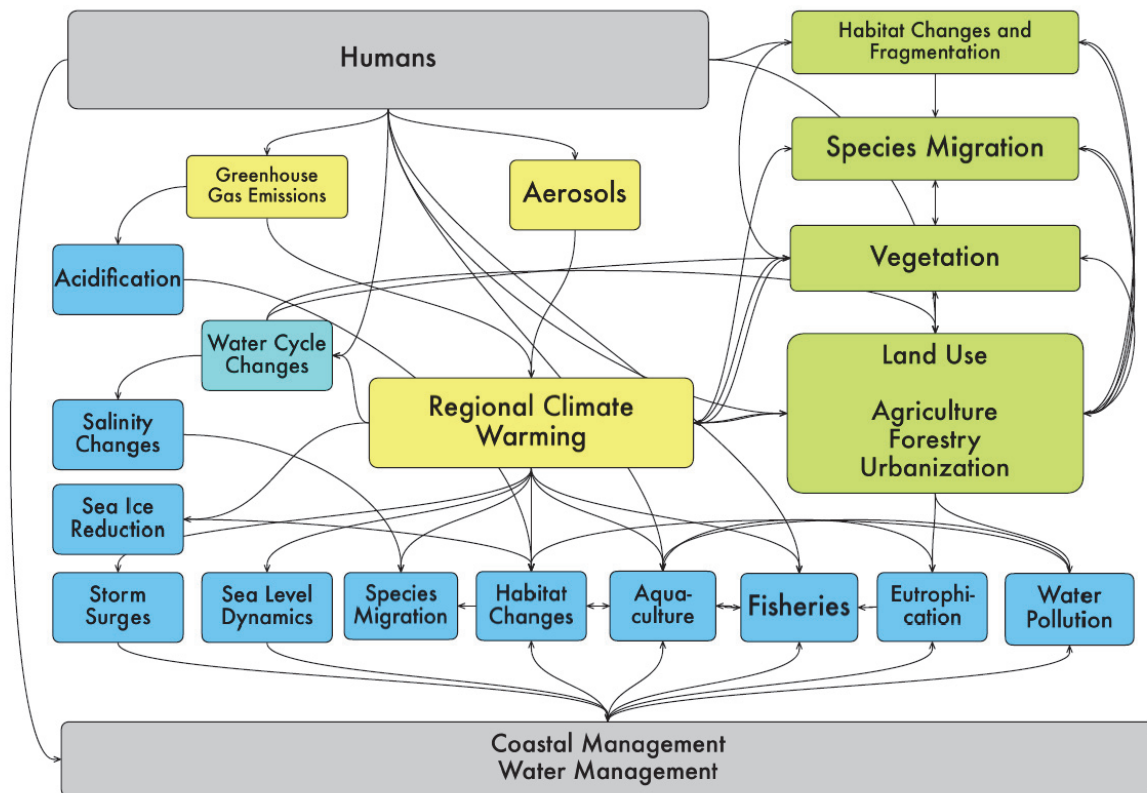 Humans
Habitat Changes and
Fragmentation
Species Migration
Greenhouse
Gas Emissions
Aerosols
Vegetation
Acidification
Water Cycle
Changes
Land Use
Agriculture
Forestry
Urbanization
Regional Climate
Warming
Salinity
Changes
Sea Ice
Reduction
Storm
Surges
Sea Level
Dynamics
Species
Migration
Habitat
Changes
Aqua-
culture
Fisheries
Eutrophi-
cation
Water
Pollution
Coastal Management
Water Management